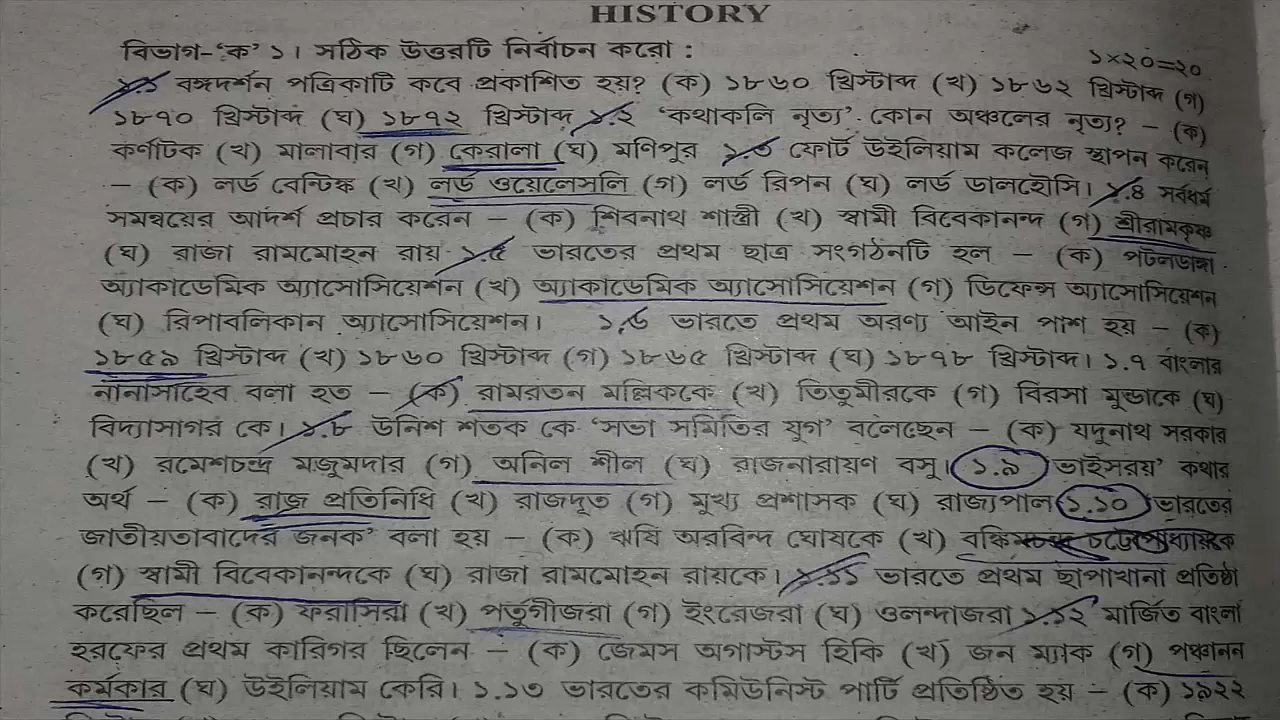 HISTORY
বিভাগ-‘ক’ ১। সঠিক উত্তরটি নির্বাচন করো :
১×২০=২০
১.১ বঙ্গদর্শন পত্রিকাটি কবে প্রকাশিত হয়? (ক) ১৮৬০ খ্রিস্টাব্দ (খ) ১৮৬২ খ্রিস্টাব্দ (গ)
১৮৭০ খ্রিস্টাব্দ (ঘ) ১৮৭২ খ্রিস্টাব্দ ১.২ ‘কথাকলি নৃত্য’ কোন অঞ্চলের নৃত্য? – (ক)
কর্ণাটক (খ) মালাবার (গ) কেরালা (ঘ) মণিপুর ১.৩ ফোর্ট উইলিয়াম কলেজ স্থাপন করেন
– (ক) লর্ড বেন্টিঙ্ক (খ) লর্ড ওয়েলেসলি (গ) লর্ড রিপন (ঘ) লর্ড ডালহৌসি। ১.৪ সর্বধর্ম
সমন্বয়ের আদর্শ প্রচার করেন – (ক) শিবনাথ শাস্ত্রী (খ) স্বামী বিবেকানন্দ (গ) শ্রীরামকৃষ্ণ
(ঘ) রাজা রামমোহন রায় ১.৫ ভারতের প্রথম ছাত্র সংগঠনটি হল – (ক) পটলডাঙ্গা
অ্যাকাডেমিক অ্যাসোসিয়েশন (খ) অ্যাকাডেমিক অ্যাসোসিয়েশন (গ) ডিফেন্স অ্যাসোসিয়েশন
(ঘ) রিপাবলিকান অ্যাসোসিয়েশন। ১.৬ ভারতে প্রথম অরণ্য আইন পাশ হয় – (ক)
১৮৫৯ খ্রিস্টাব্দ (খ) ১৮৬০ খ্রিস্টাব্দ (গ) ১৮৬৫ খ্রিস্টাব্দ (ঘ) ১৮৭৮ খ্রিস্টাব্দ। ১.৭ বাংলার
নানাসাহেব বলা হত – (ক) রামরতন মল্লিককে (খ) তিতুমীরকে (গ) বিরসা মুন্ডাকে (ঘ)
বিদ্যাসাগর কে। ১.৮ উনিশ শতক কে ‘সভা সমিতির যুগ’ বলেছেন – (ক) যদুনাথ সরকার
(খ) রমেশচন্দ্র মজুমদার (গ) অনিল শীল (ঘ) রাজনারায়ণ বসু। ১.৯ ভাইসরয়’ কথার
অর্থ – (ক) রাজ প্রতিনিধি (খ) রাজদূত (গ) মুখ্য প্রশাসক (ঘ) রাজ্যপাল ১.১০ ভারতের
জাতীয়তাবাদের জনক’ বলা হয় – (ক) ঋষি অরবিন্দ ঘোষকে (খ) বঙ্কিমচন্দ্র চট্টোপাধ্যায়কে
(গ) স্বামী বিবেকানন্দকে (ঘ) রাজা রামমোহন রায়কে। ১.১১ ভারতে প্রথম ছাপাখানা প্রতিষ্ঠা
করেছিল – (ক) ফরাসিরা (খ) পর্তুগীজরা (গ) ইংরেজরা (ঘ) ওলন্দাজরা ১.১২ মার্জিত বাংলা
হরফের প্রথম কারিগর ছিলেন – (ক) জেমস অগাস্টস হিকি (খ) জন ম্যাক (গ) পঞ্চানন
কর্মকার (ঘ) উইলিয়াম কেরি। ১.১৩ ভারতের কমিউনিস্ট পার্টি প্রতিষ্ঠিত হয় – (ক) ১৯২২